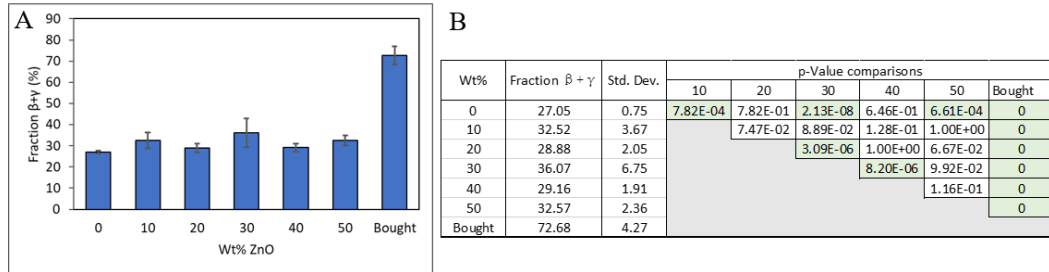 A
90
80
70
60
50
40
30
20
10
0
Fraction β+γ (%)
0 10 20 30 40 50 Bought
Wt% ZnO
B
Wt% Fraction β + γ Std. Dev. p-Value comparisons
10 20 30 40 50 Bought
0 27.05 0.75 7.82E-04 7.82E-01 2.13E-08 6.46E-01 6.61E-04 0
10 32.52 3.67 7.47E-02 8.89E-02 1.28E-01 1.00E+00 0
20 28.88 2.05 3.09E-06 1.00E+00 6.67E-02 0
30 36.07 6.75 8.20E-06 9.92E-02 0
40 29.16 1.91 1.16E-01 0
50 32.57 2.36 0
Bought 72.68 4.27